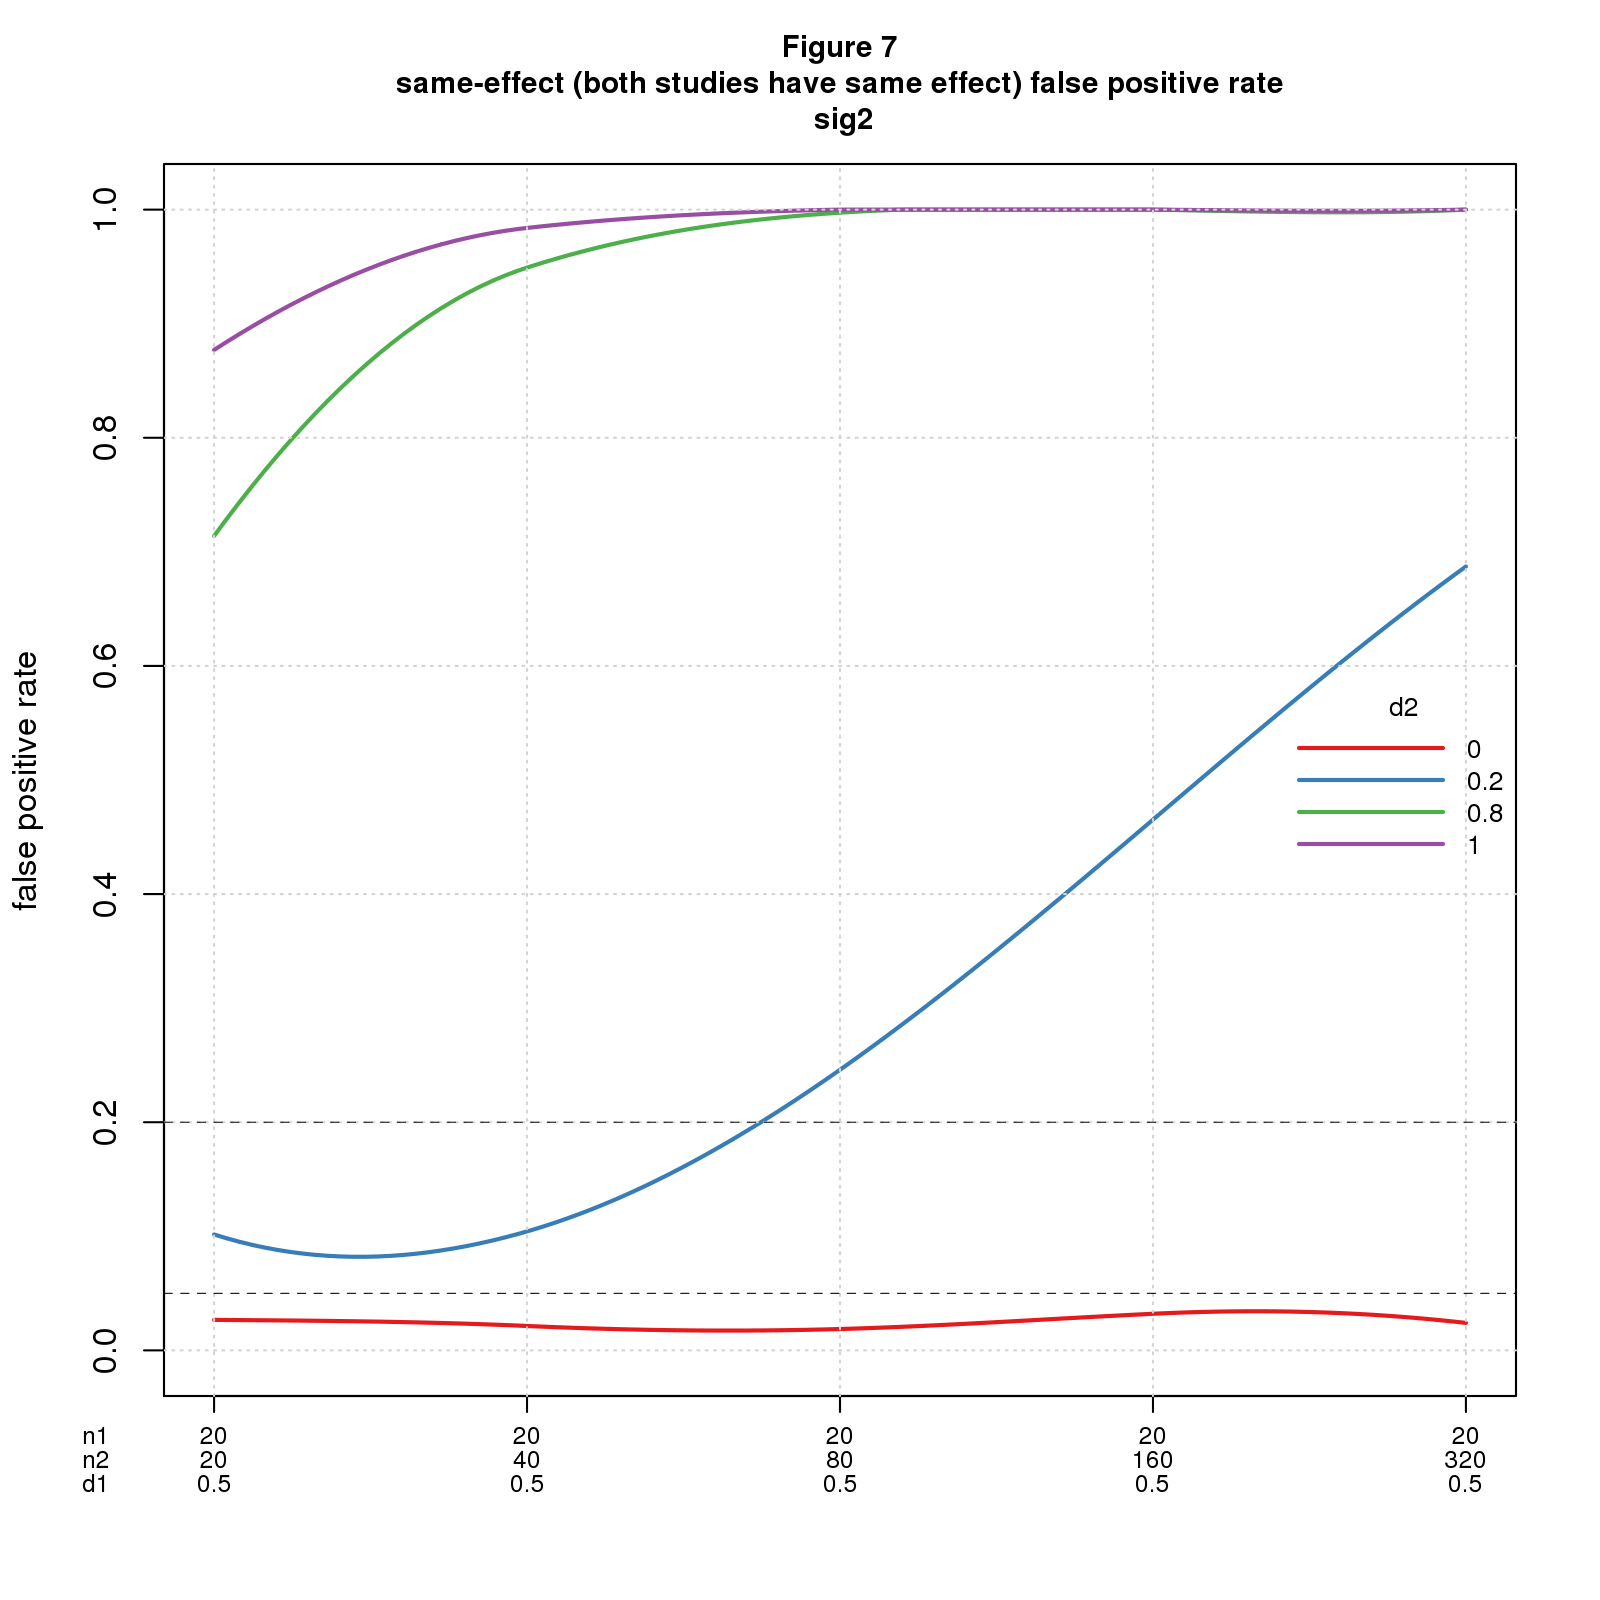 Figure 7
same-effect (both studies have same effect) false positive rate
sig2
false positive rate
1.0
0.8
0.6
0.4
0.2
0.0
d2
0
0.2
0.8
1
n1 20 20 20 20 20
n2 20 40 80 160 320
d1 0.5 0.5 0.5 0.5 0.5